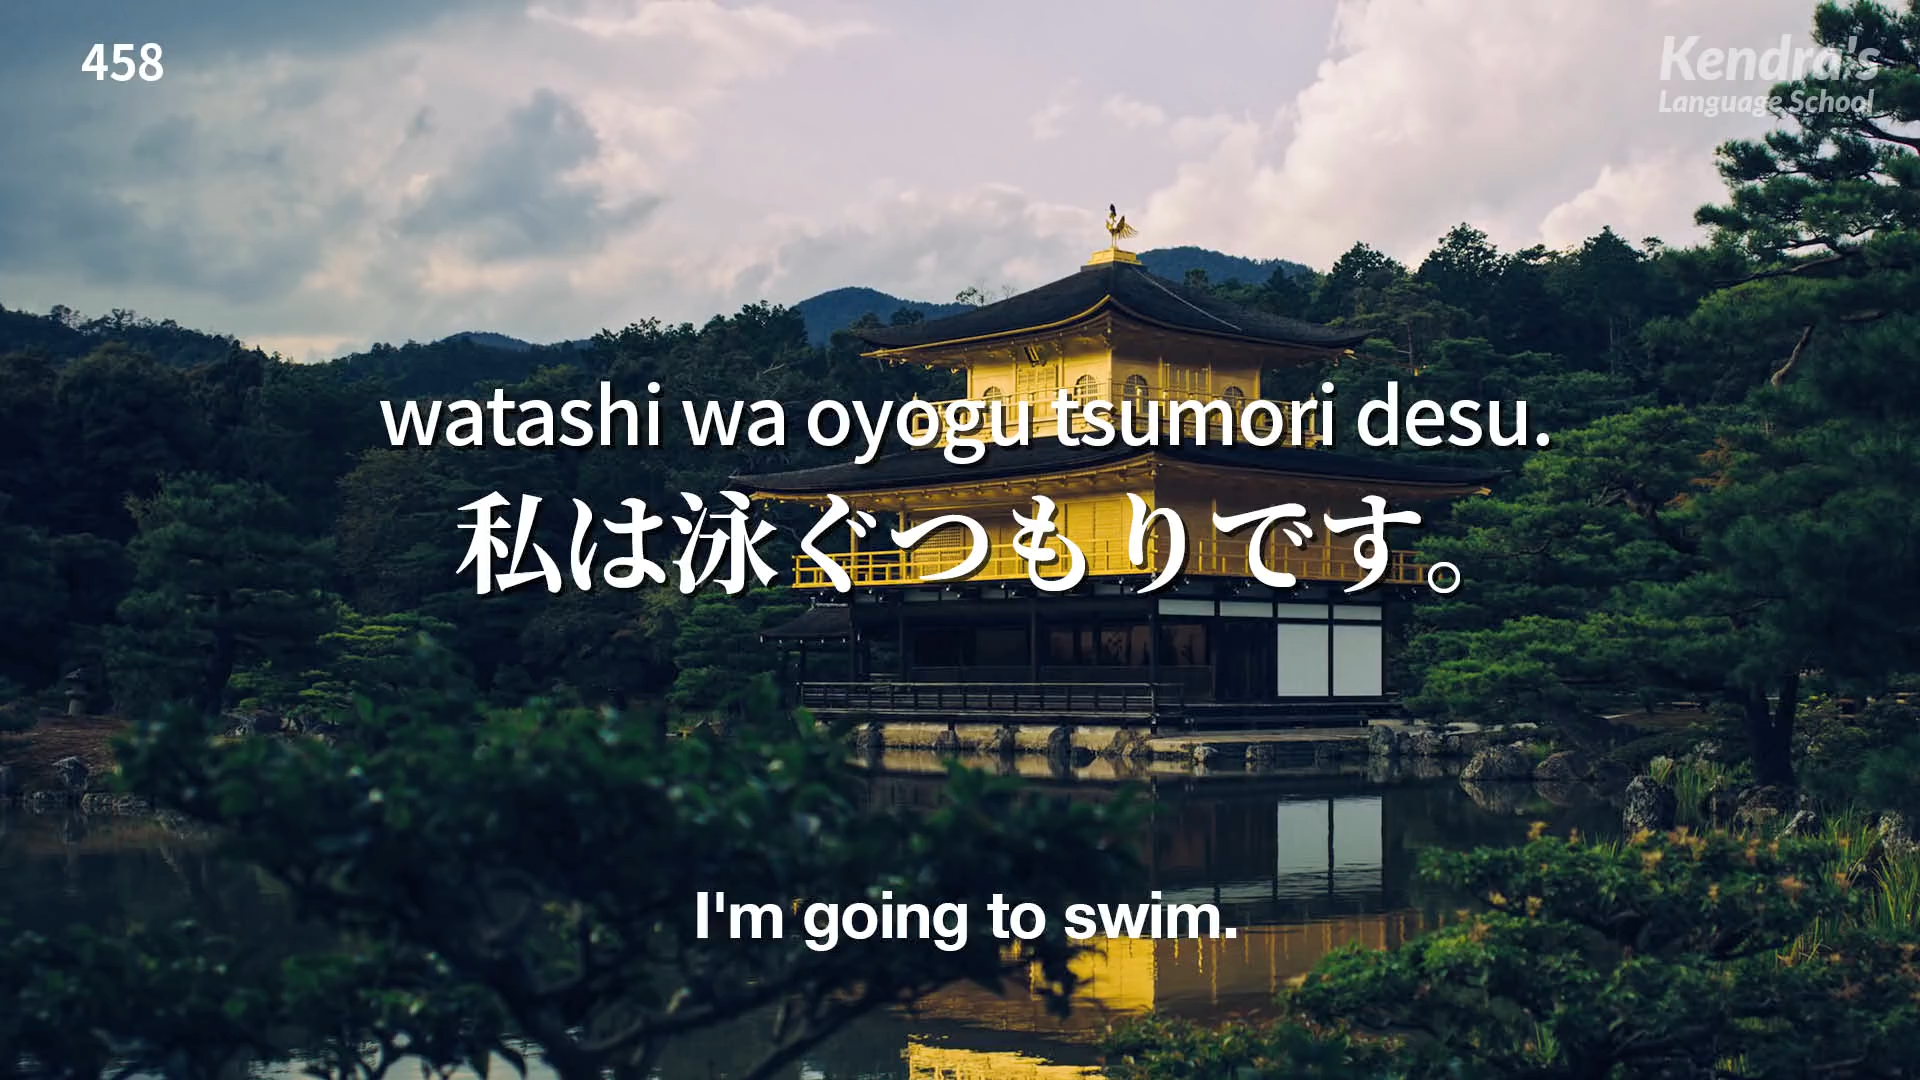 458
Kendra's
Language School
watashi wa oyogu tsumori desu.
私は泳ぐつもりです。
I'm going to swim.